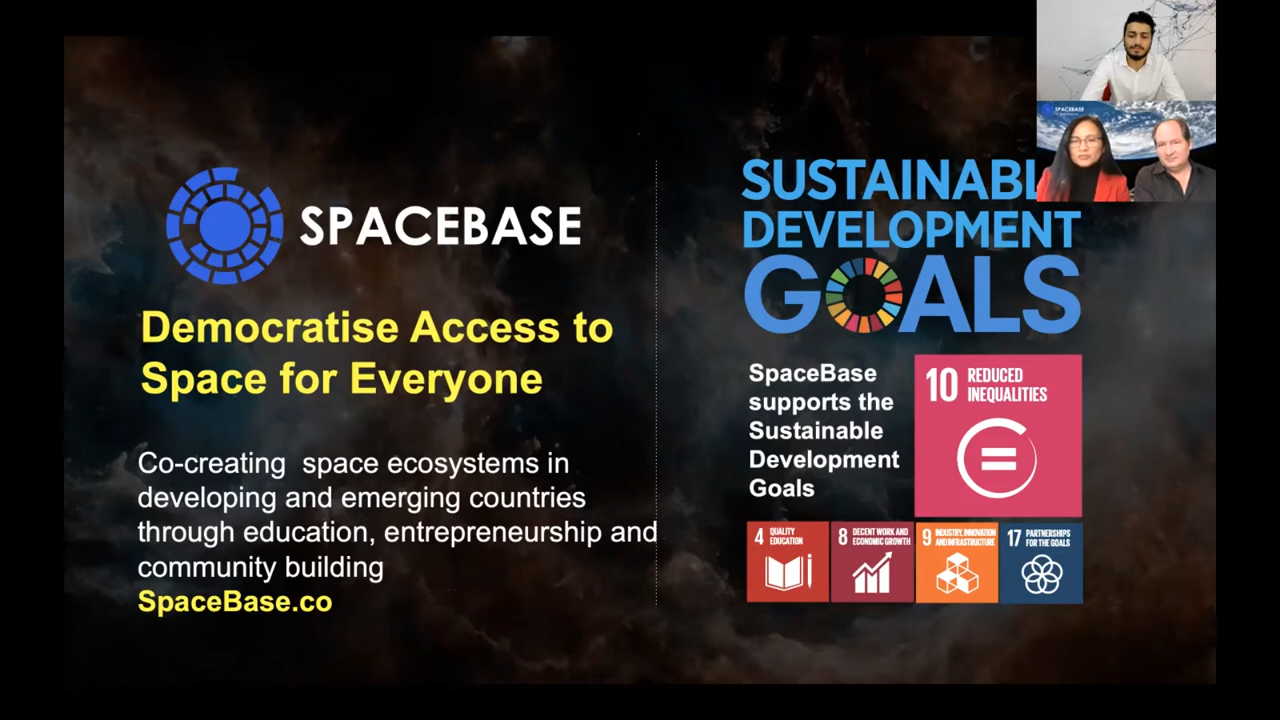 SPACEBASE
Democratise Access to
Space for Everyone
Co-creating  space ecosystems in
developing and emerging countries
through education, entrepreneurship and
community building
SpaceBase.co
SUSTAINABL
DEVELOPMENT
GOALS
SpaceBase
supports the
Sustainable
Development
Goals
10 REDUCED
INEQUALITIES
4 QUALITY
EDUCATION
8 DECENT WORK AND
ECONOMIC GROWTH
9 INDUSTRY, INNOVATION
AND INFRASTRUCTURE
17 PARTNERSHIPS
FOR THE GOALS
SPACEBASE